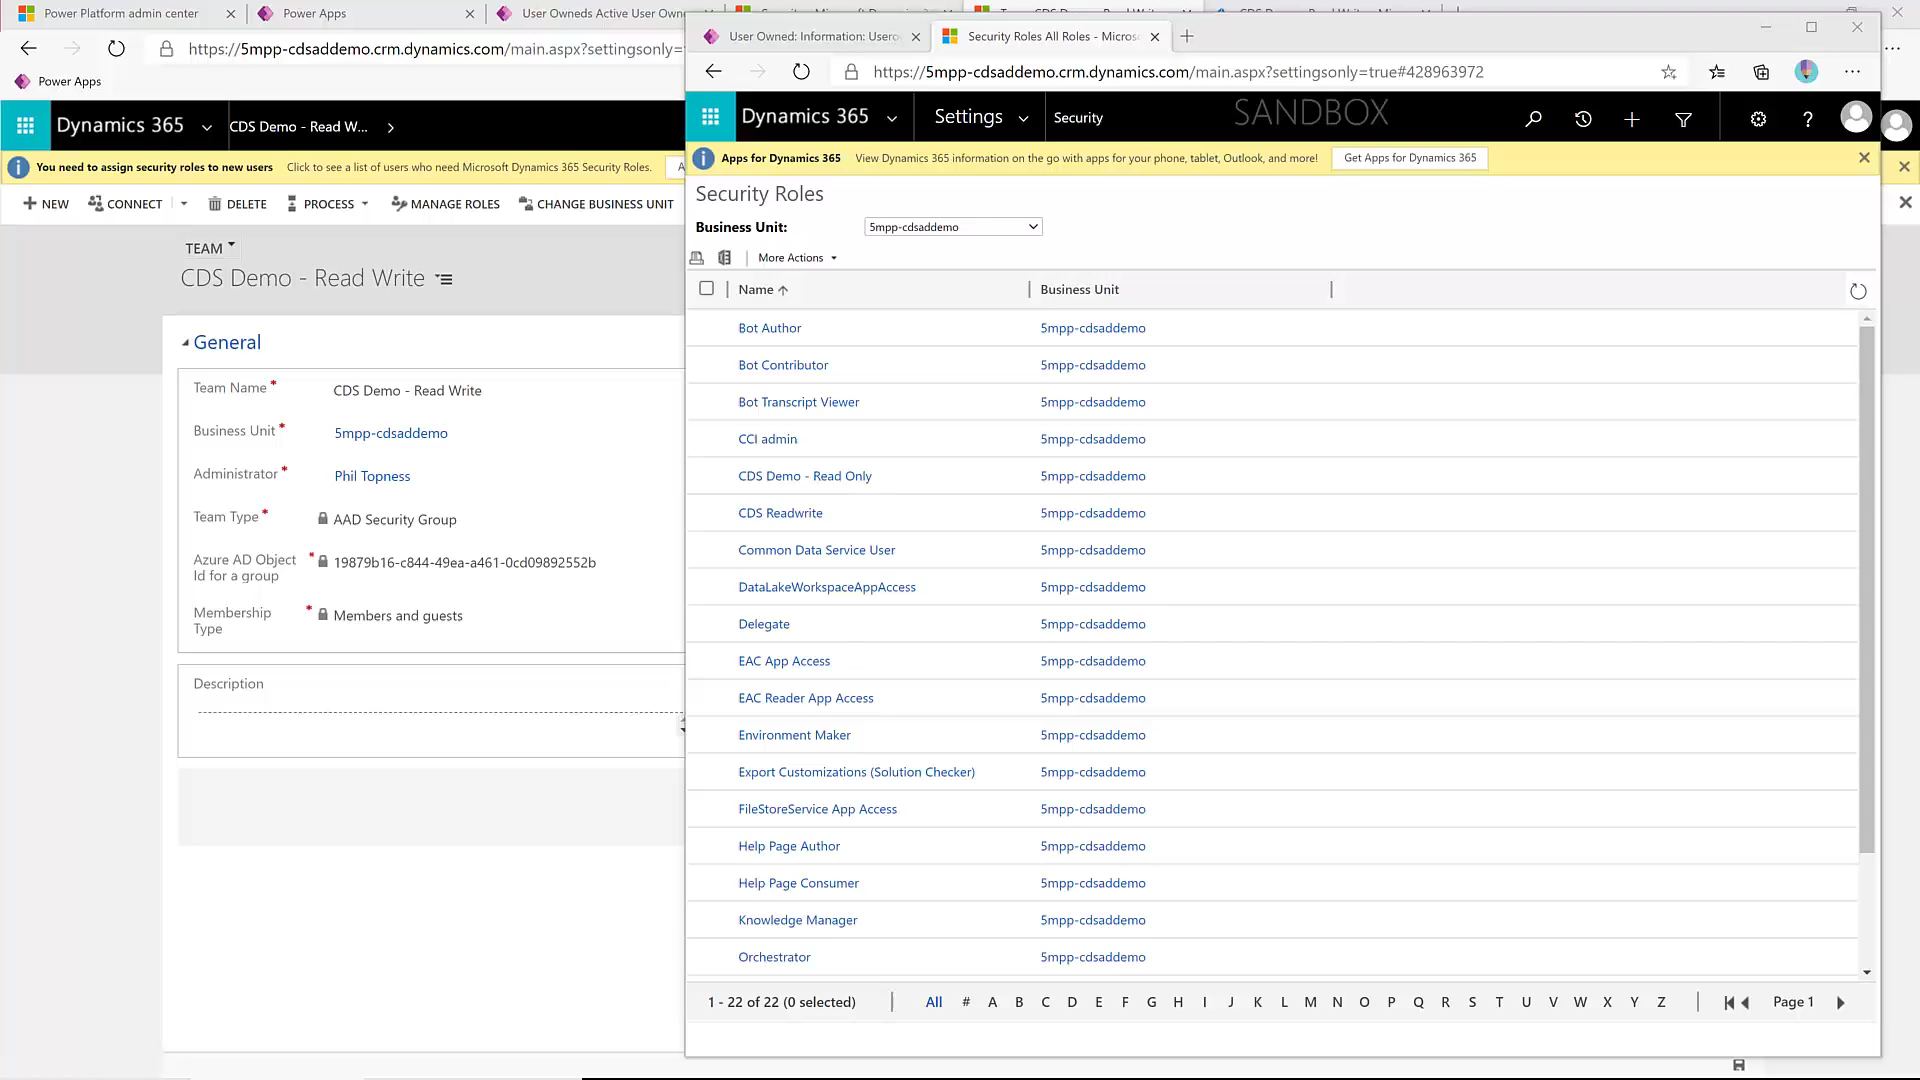 Power Platform admin center
Power Apps
User Owneds Active User Owne
https://5mpp-cdsaddemo.crm.dynamics.com/main.aspx?settingsonly=
Power Apps
Dynamics 365
CDS Demo - Read W...
You need to assign security roles to new users Click to see a list of users who need Microsoft Dynamics 365 Security Roles.
NEW CONNECT DELETE PROCESS MANAGE ROLES CHANGE BUSINESS UNIT
TEAM
CDS Demo - Read Write
General
Team Name* CDS Demo - Read Write
Business Unit* 5mpp-cdsaddemo
Administrator* Phil Topness
Team Type* AAD Security Group
Azure AD Object Id for a group* 19879b16-c844-49ea-a461-0cd09892552b
Membership Type* Members and guests
Description
User Owned: Information: Usero
Security Roles All Roles - Micros
https://5mpp-cdsaddemo.crm.dynamics.com/main.aspx?settingsonly=true#428963972
Dynamics 365 Settings Security SANDBOX
Apps for Dynamics 365 View Dynamics 365 information on the go with apps for your phone, tablet, Outlook, and more! Get Apps for Dynamics 365
Security Roles
Business Unit: 5mpp-cdsaddemo
More Actions
Name Business Unit
Bot Author 5mpp-cdsaddemo
Bot Contributor 5mpp-cdsaddemo
Bot Transcript Viewer 5mpp-cdsaddemo
CCI admin 5mpp-cdsaddemo
CDS Demo - Read Only 5mpp-cdsaddemo
CDS Readwrite 5mpp-cdsaddemo
Common Data Service User 5mpp-cdsaddemo
DataLakeWorkspaceAppAccess 5mpp-cdsaddemo
Delegate 5mpp-cdsaddemo
EAC App Access 5mpp-cdsaddemo
EAC Reader App Access 5mpp-cdsaddemo
Environment Maker 5mpp-cdsaddemo
Export Customizations (Solution Checker) 5mpp-cdsaddemo
FileStoreService App Access 5mpp-cdsaddemo
Help Page Author 5mpp-cdsaddemo
Help Page Consumer 5mpp-cdsaddemo
Knowledge Manager 5mpp-cdsaddemo
Orchestrator 5mpp-cdsaddemo
1 - 22 of 22 (0 selected) All # A B C D E F G H I J K L M N O P Q R S T U V W X Y Z Page 1